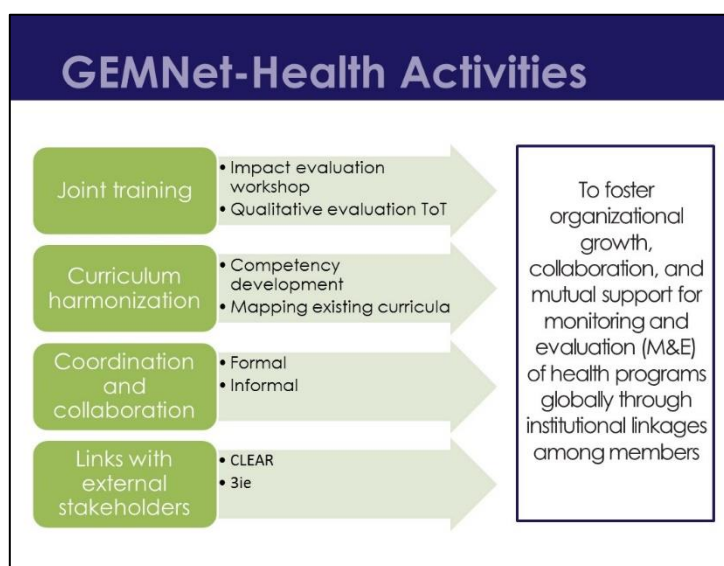 GEMNet-Health Activities
Joint training
• Impact evaluation
workshop
• Qualitative evaluation ToT
Curriculum
harmonization
• Competency
development
• Mapping existing curricula
Coordination
and
collaboration
• Formal
• Informal
Links with
external
stakeholders
• CLEAR
• 3ie
To foster
organizational
growth,
collaboration, and
mutual support for
monitoring and
evaluation (M&E)
of health programs
globally through
institutional linkages
among members